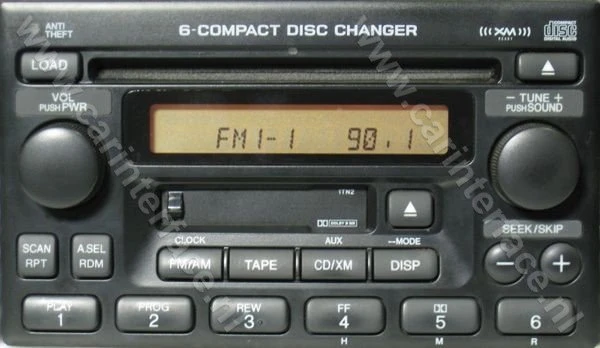 ANTI THEFT
6-COMPACT DISC CHANGER
XM READY
COMPACT disc DIGITAL AUDIO
LOAD
VOL
PUSH PWR
FM1-1 90.1
– TUNE +
PUSH SOUND
1TN2
DOLBY B NR
SEEK/SKIP
CLOCK AUX –MODE
SCAN RPT
A.SEL RDM
FM/AM TAPE CD/XM DISP
– +
PLAY PROG REW FF
1 2 3 4 5 6
H M R
www.carinterface.nl
www.carinterface.nl